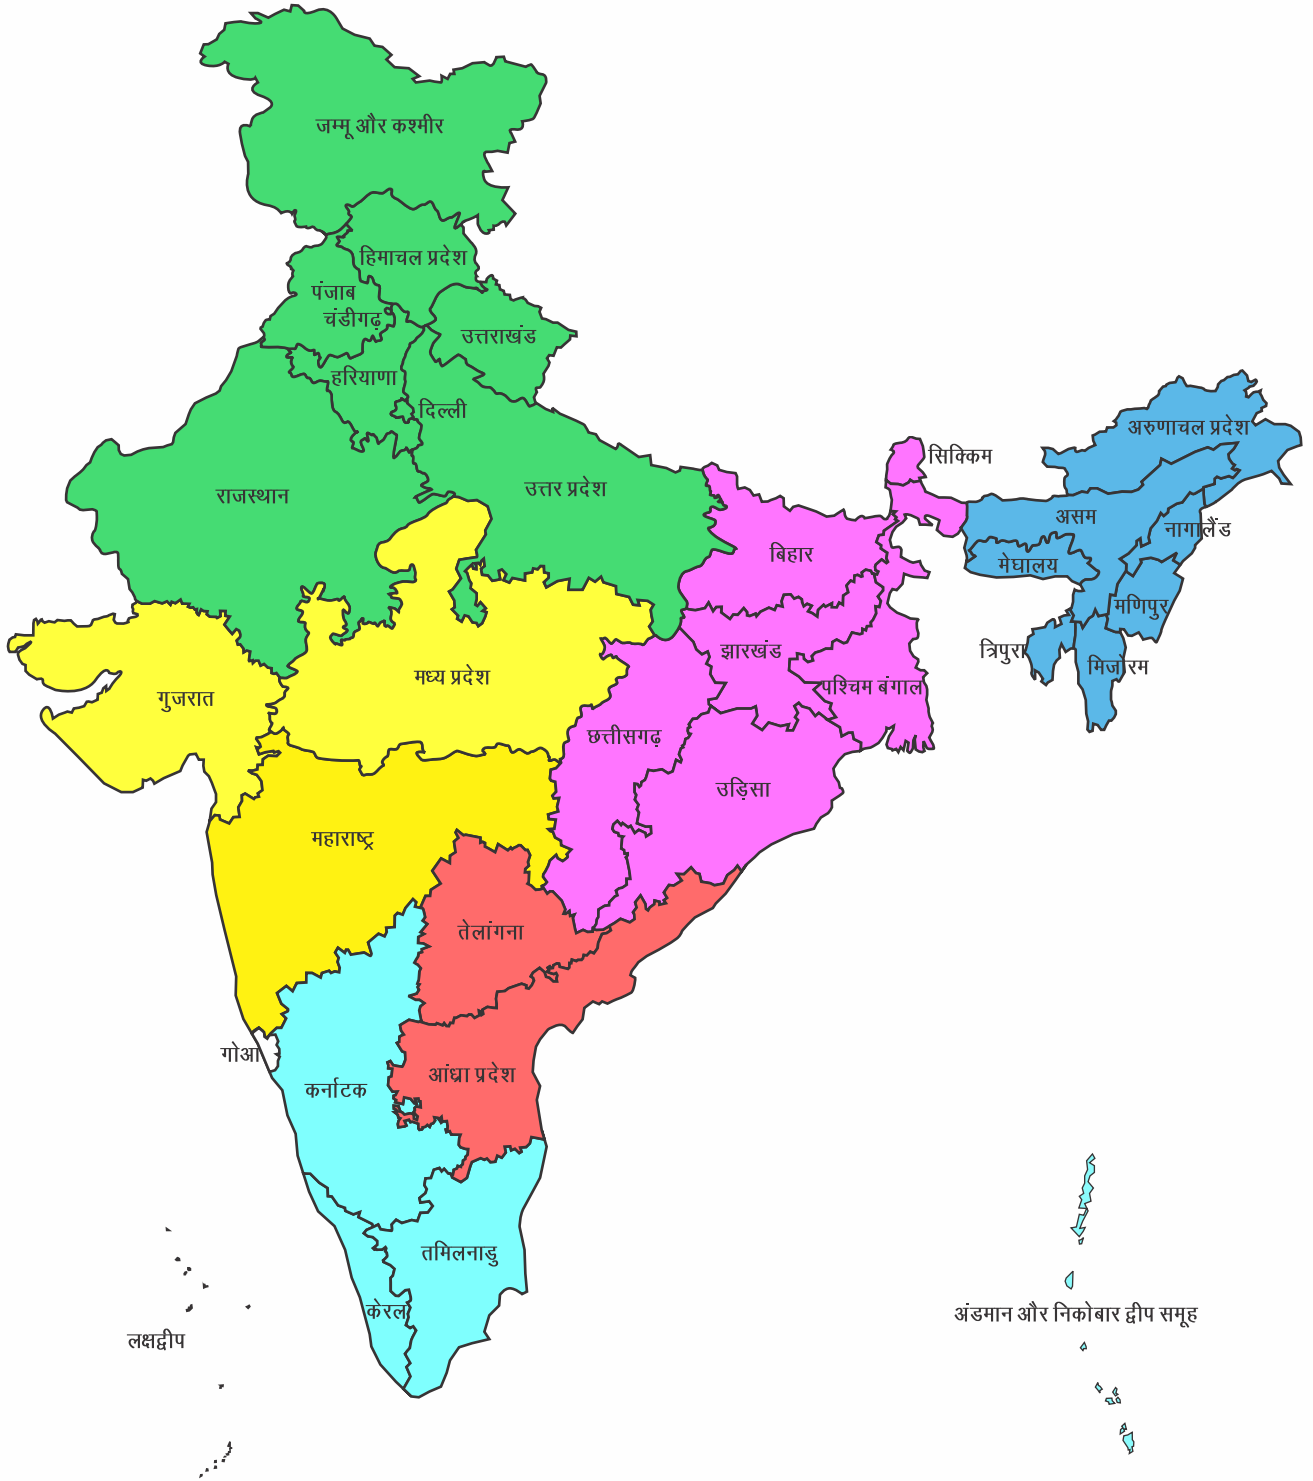 जम्मू और कश्मीर
हिमाचल प्रदेश
पंजाब
चंडीगढ़
उत्तराखंड
हरियाणा
दिल्ली
राजस्थान
उत्तर प्रदेश
अरुणाचल प्रदेश
सिक्किम
असम
नागालैंड
बिहार
मेघालय
मणिपुर
झारखंड
त्रिपुरा
मिजोरम
मध्य प्रदेश
पश्चिम बंगाल
गुजरात
छत्तीसगढ़
उड़िसा
महाराष्ट्र
तेलांगना
गोआ
आंध्रा प्रदेश
कर्नाटक
तमिलनाडु
केरल
अंडमान और निकोबार द्वीप समूह
लक्षद्वीप